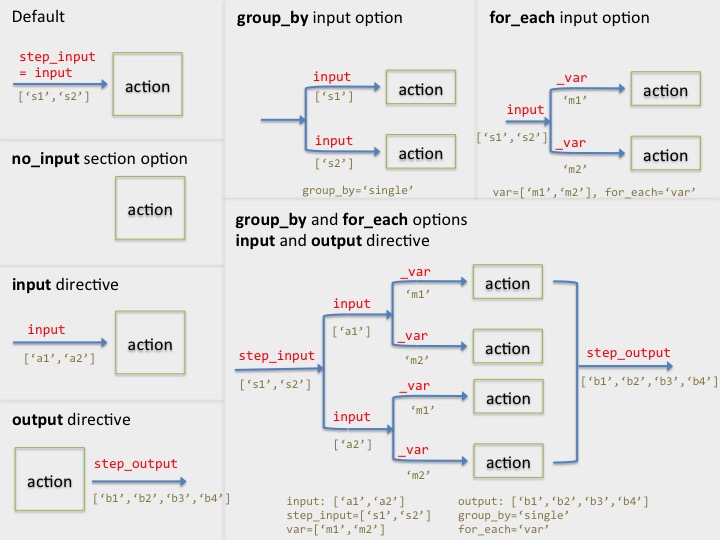 Default
step_input
= input
['s1','s2']
action
no_input section option
action
input directive
input
['a1','a2']
action
output directive
action
step_output
['b1','b2','b3','b4']
group_by input option
input
['s1']
action
input
['s2']
action
group_by='single'
for_each input option
_var
'm1'
action
input
['s1','s2']
_var
'm2'
action
var=['m1','m2'], for_each='var'
group_by and for_each options
input and output directive
step_input
['s1','s2']
input
['a1']
_var
'm1'
action
_var
'm2'
action
input
['a2']
_var
'm1'
action
_var
'm2'
action
step_output
['b1','b2','b3','b4']
input: ['a1','a2']
step_input=['s1','s2']
var=['m1','m2']
output: ['b1','b2','b3','b4']
group_by='single'
for_each='var'